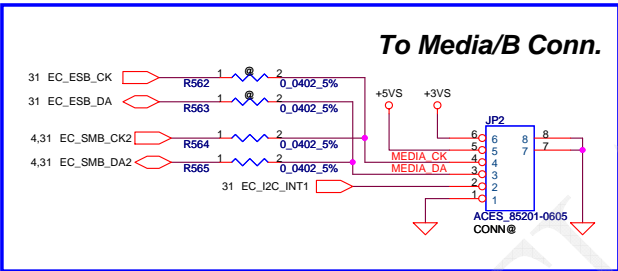 To Media/B Conn.
31 EC_ESB_CK R562 1 @ 2 0_0402_5%
31 EC_ESB_DA R563 1 @ 2 0_0402_5%
+5VS +3VS
4,31 EC_SMB_CK2 R564 1 2 0_0402_5%
4,31 EC_SMB_DA2 R565 1 2 0_0402_5%
31 EC_I2C_INT1
JP2
6 6 8 8
5 5 7 7
MEDIA_CK 4 4
MEDIA_DA 3 3
2 2
1 1
ACES_85201-0605
CONN@